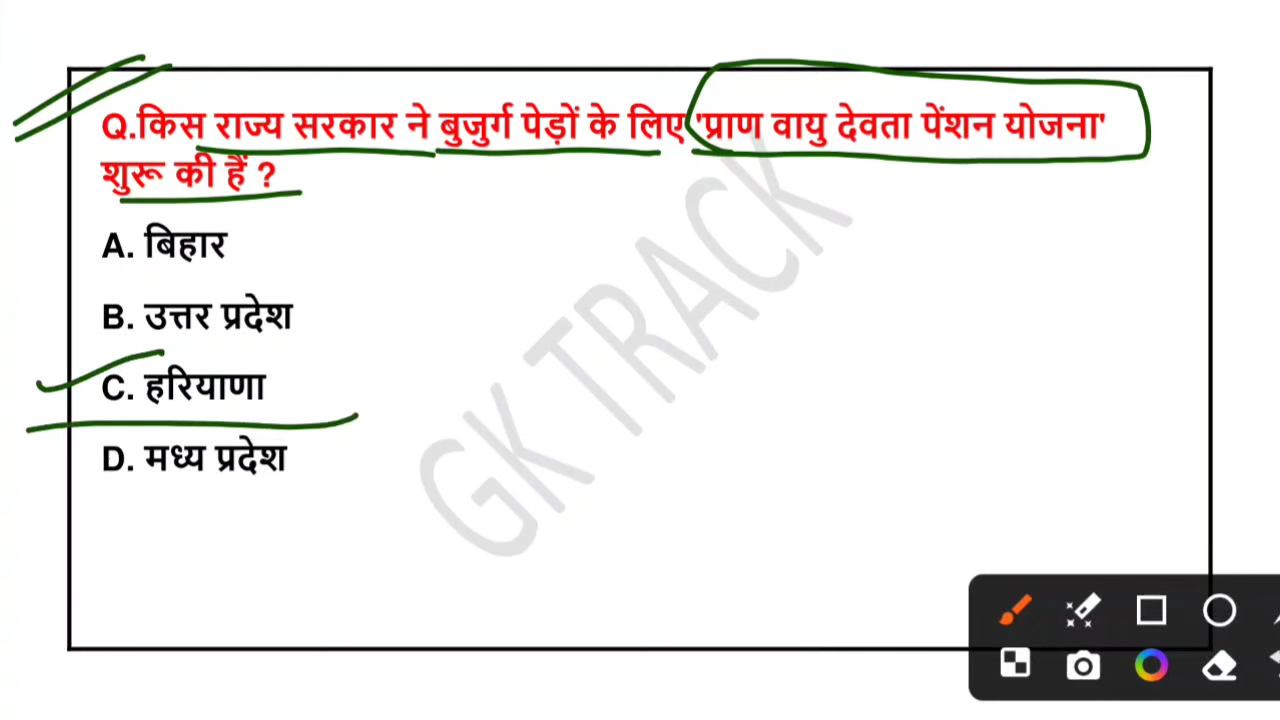 Q.किस राज्य सरकार ने बुजुर्ग पेड़ों के लिए 'प्राण वायु देवता पेंशन योजना'
शुरू की हैं ?
A. बिहार
B. उत्तर प्रदेश
C. हरियाणा
D. मध्य प्रदेश
GK TRACK